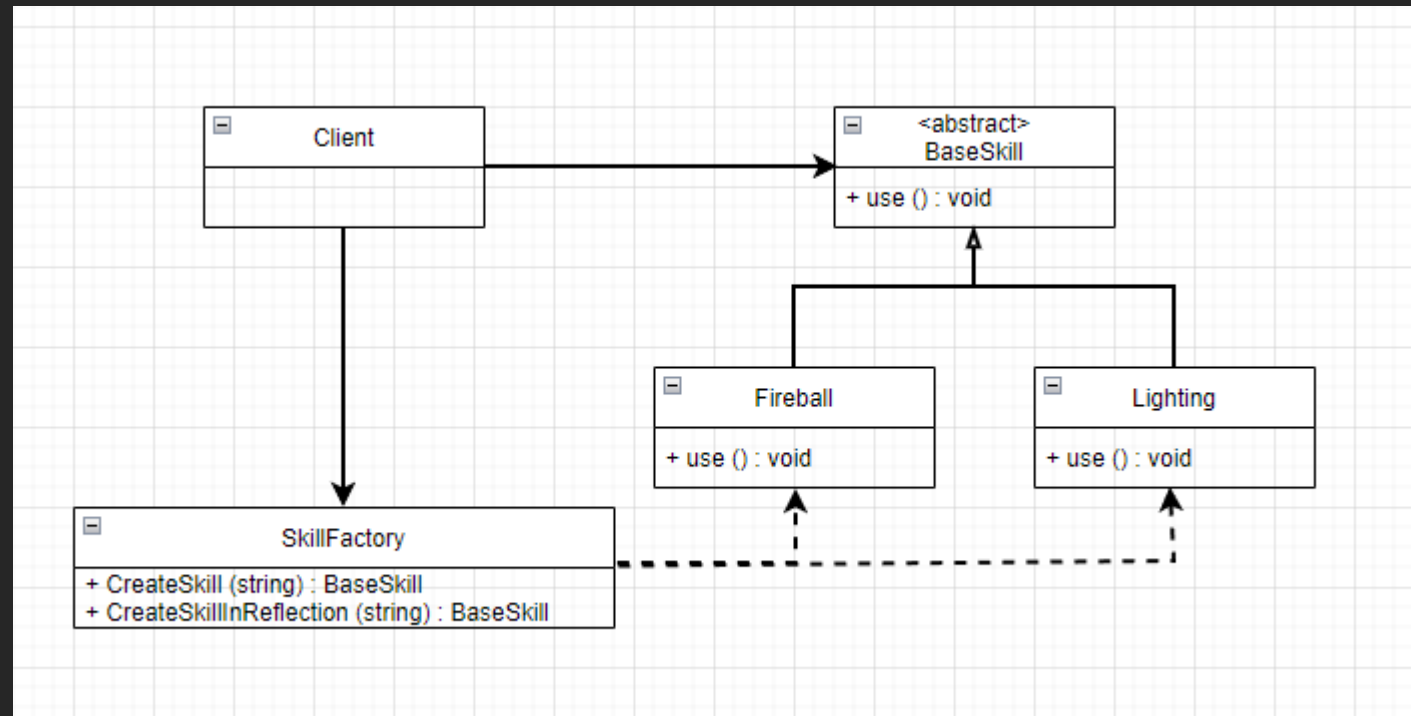 Client
<abstract>
BaseSkill
+ use () : void
Fireball
+ use () : void
Lighting
+ use () : void
SkillFactory
+ CreateSkill (string) : BaseSkill
+ CreateSkillInReflection (string) : BaseSkill